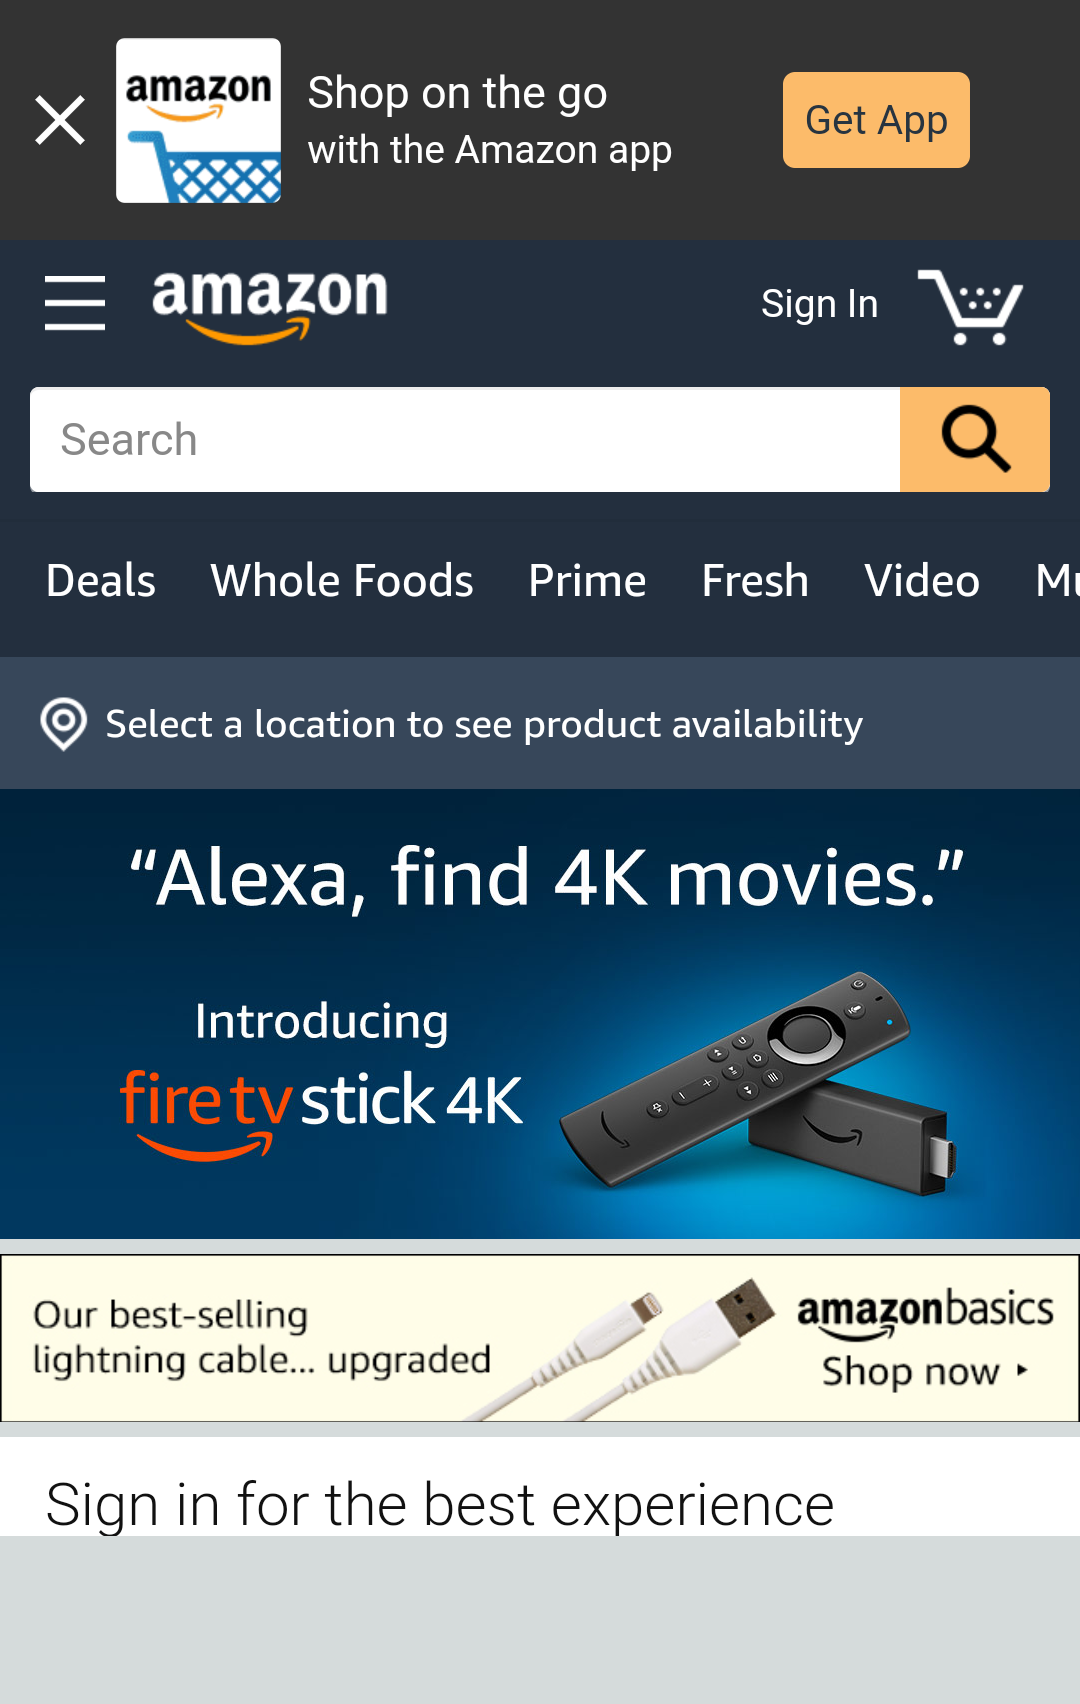 amazon
Shop on the go
with the Amazon app
Get App
amazon
Sign In
Search
Deals Whole Foods Prime Fresh Video
Select a location to see product availability
“Alexa, find 4K movies.”
Introducing
fire tv stick 4K
Our best-selling
lightning cable... upgraded
amazonbasics
Shop now
Sign in for the best experience